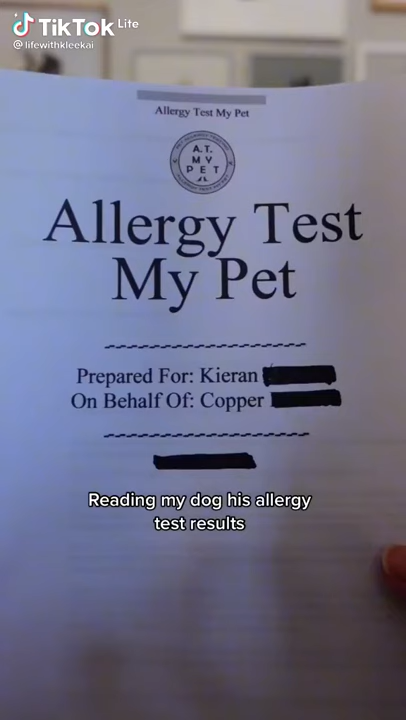 TikTok Lite
@lifewithkleekai
Allergy Test My Pet
A.T.
MY
PET
Allergy Test
My Pet
Prepared For: Kieran
On Behalf Of: Copper
Reading my dog his allergy
test results